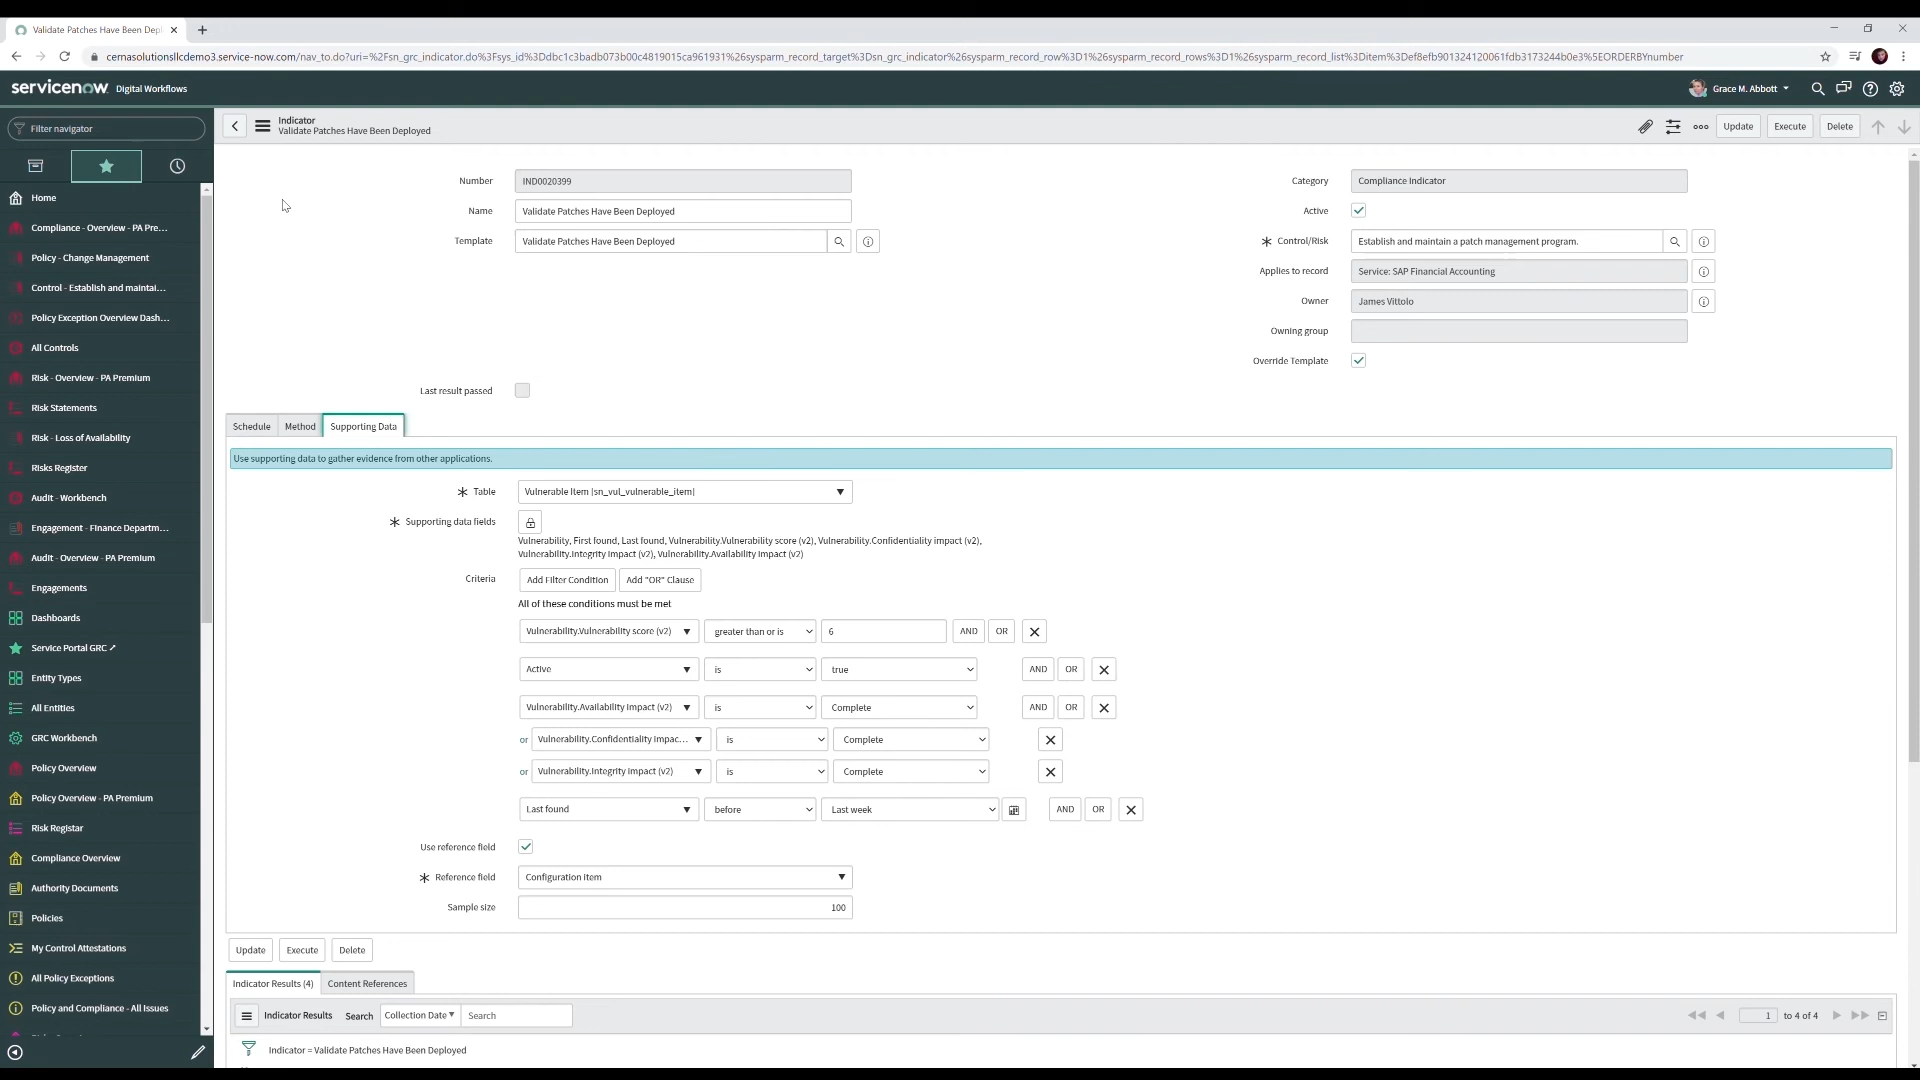 Validate Patches Have Been Depl
cernasolutionsllcdemo3.service-now.com/nav_to.do?uri=%2Fsn_grc_indicator.do%3Fsys_id%3Ddbc1c3badb073b00c4819015ca961931%26sysparm_record_target%3Dsn_grc_indicator%26sysparm_record_row%3D1%26sysparm_record_rows%3D1%26sysparm_record_list%3Ditem%3Def8efb901324120061fdb3173244b0e3%5EORDERBYnumber
servicenow Digital Workflows
Grace M. Abbott
Filter navigator
Indicator
Validate Patches Have Been Deployed
Update Execute Delete
Home
Compliance - Overview - PA Pre...
Policy - Change Management
Control - Establish and maintai...
Policy Exception Overview Dash...
All Controls
Risk - Overview - PA Premium
Risk Statements
Risk - Loss of Availability
Risks Register
Audit - Workbench
Engagement - Finance Departm...
Audit - Overview - PA Premium
Engagements
Dashboards
Service Portal GRC
Entity Types
All Entities
GRC Workbench
Policy Overview
Policy Overview - PA Premium
Risk Registar
Compliance Overview
Authority Documents
Policies
My Control Attestations
All Policy Exceptions
Policy and Compliance - All Issues
Number IND0020399
Name Validate Patches Have Been Deployed
Template Validate Patches Have Been Deployed
Category Compliance Indicator
Active
Control/Risk Establish and maintain a patch management program.
Applies to record Service: SAP Financial Accounting
Owner James Vittolo
Owning group
Override Template
Last result passed
Schedule Method Supporting Data
Use supporting data to gather evidence from other applications.
Table Vulnerable Item [sn_vul_vulnerable_item]
Supporting data fields
Vulnerability, First found, Last found, Vulnerability.Vulnerability score (v2), Vulnerability.Confidentiality impact (v2),
Vulnerability.Integrity impact (v2), Vulnerability.Availability impact (v2)
Criteria Add Filter Condition Add "OR" Clause
All of these conditions must be met
Vulnerability.Vulnerability score (v2) greater than or is 6 AND OR
Active is true AND OR
Vulnerability.Availability impact (v2) is Complete AND OR
or Vulnerability.Confidentiality impac... is Complete
or Vulnerability.Integrity impact (v2) is Complete
Last found before Last week AND OR
Use reference field
Reference field Configuration item
Sample size 100
Update Execute Delete
Indicator Results (4) Content References
Indicator Results Search Collection Date Search
1 to 4 of 4
Indicator = Validate Patches Have Been Deployed